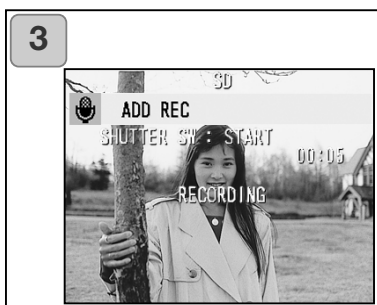 3
SD
ADD REC
SHUTTER SW : START
00:05
RECORDING